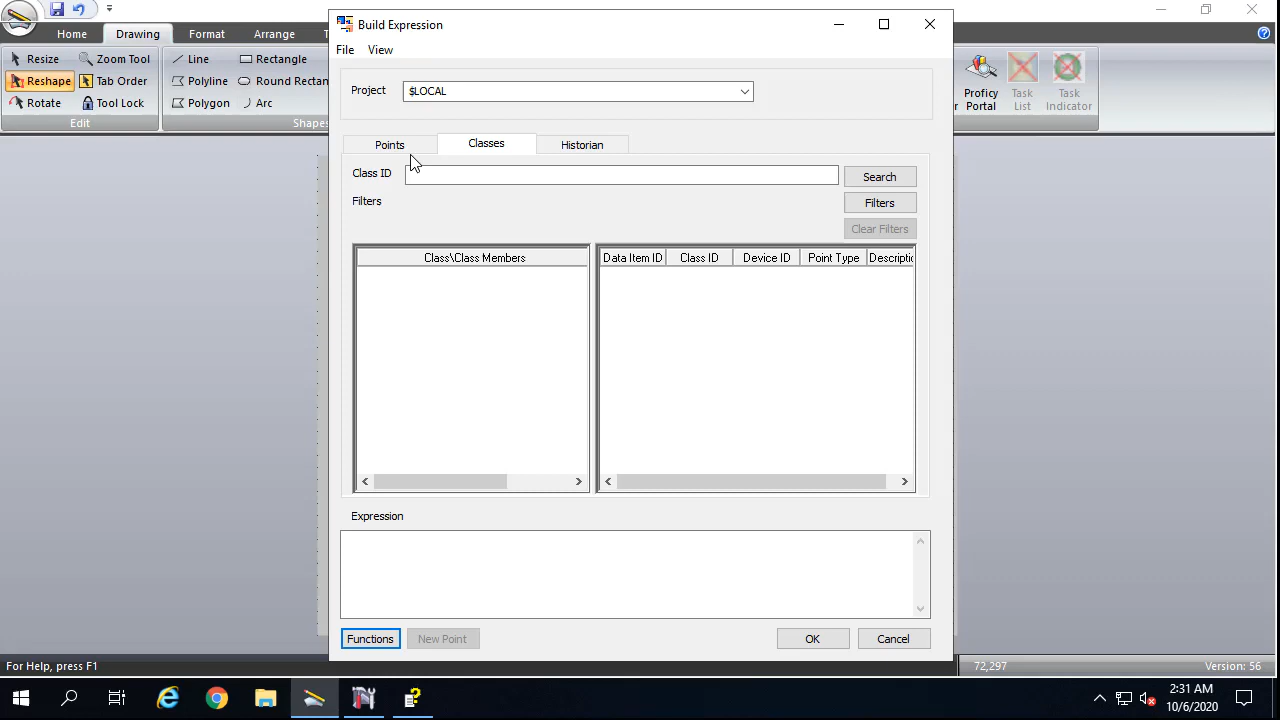 Build Expression
Home Drawing Format Arrange
File View
Resize Zoom Tool Line Rectangle
Reshape Tab Order Polyline Round Rectan
Rotate Tool Lock Polygon Arc
Edit Shapes
Proficy Portal Task List Task Indicator
Project $LOCAL
Points Classes Historian
Class ID Search
Filters Filters
Clear Filters
Class\Class Members Data Item ID Class ID Device ID Point Type Descriptio
Expression
Functions New Point OK Cancel
For Help, press F1 72,297 Version: 56
2:31 AM
10/6/2020